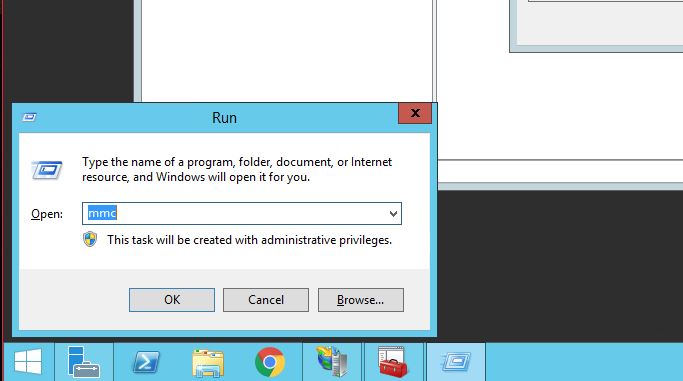 Run
Type the name of a program, folder, document, or Internet
resource, and Windows will open it for you.
Open: mmc
This task will be created with administrative privileges.
OK Cancel Browse...